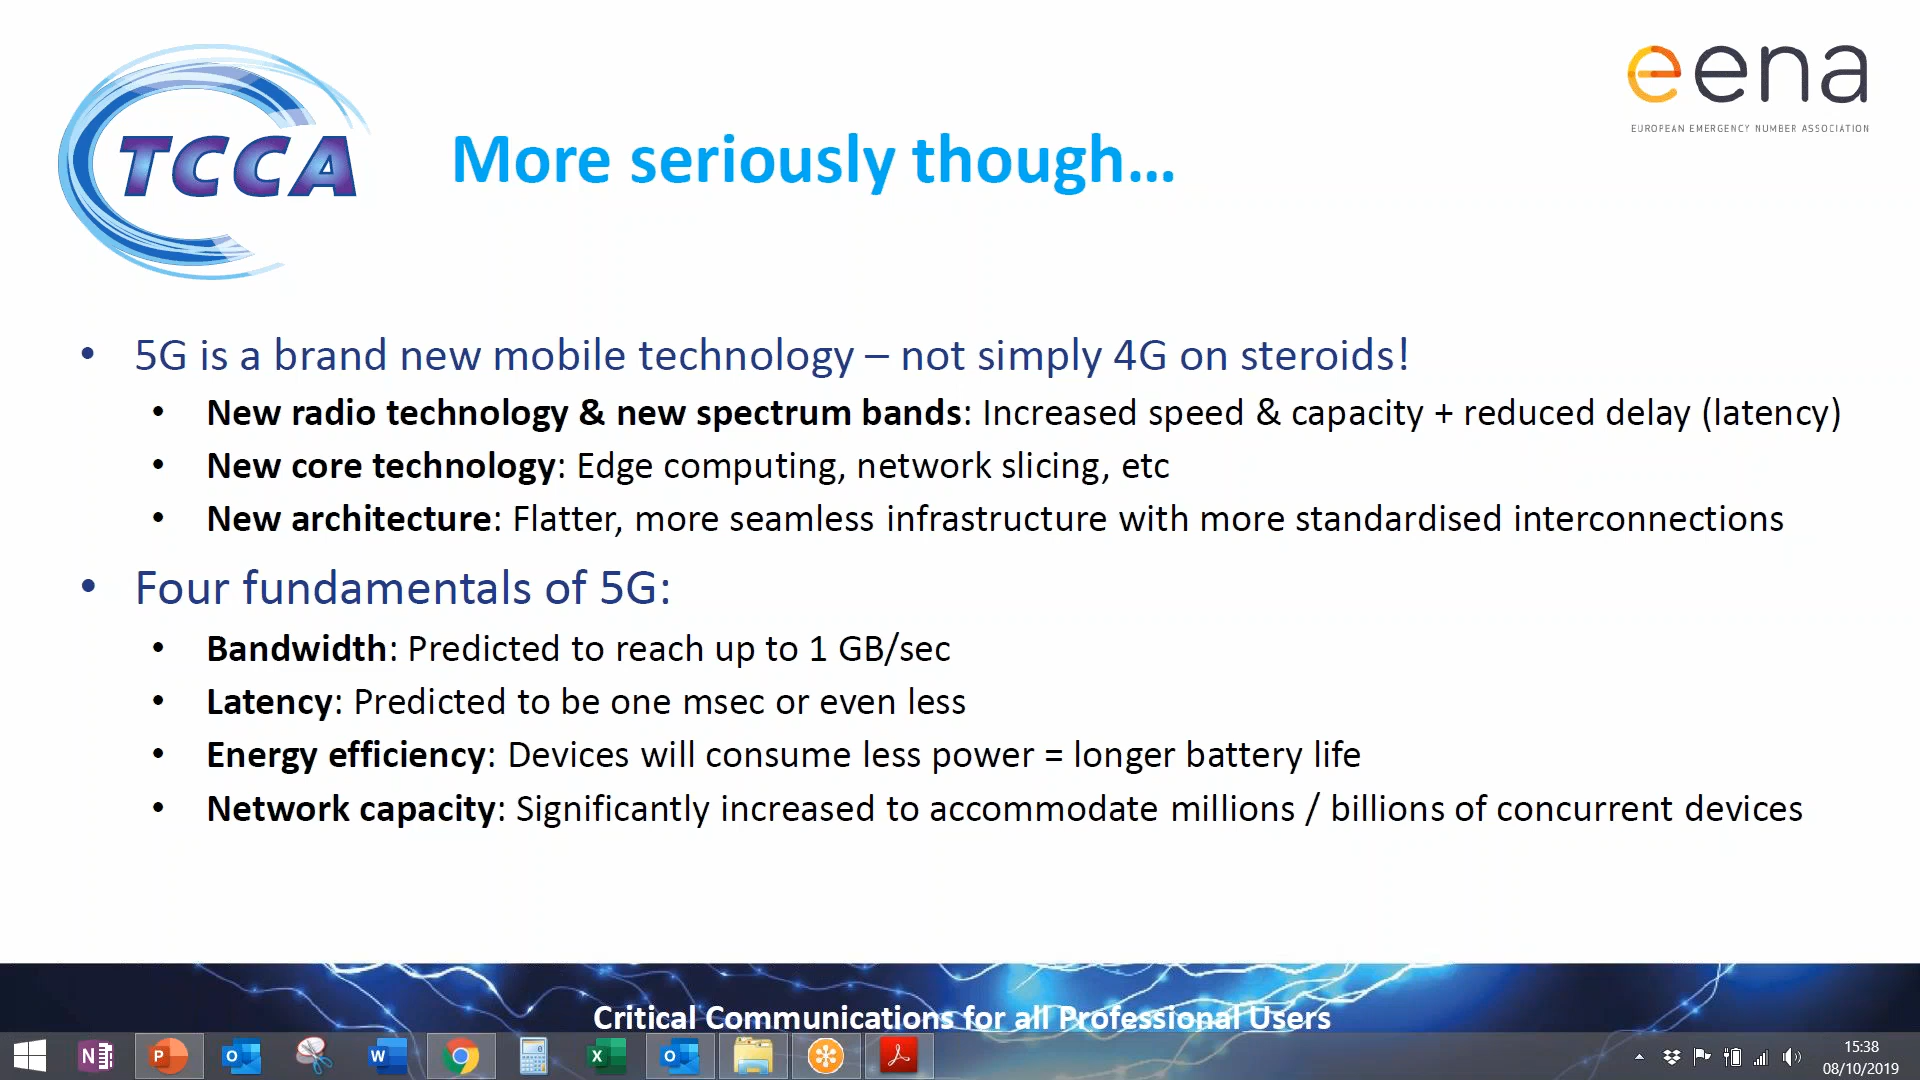 TCCA
eena
EUROPEAN EMERGENCY NUMBER ASSOCIATION
More seriously though...
• 5G is a brand new mobile technology – not simply 4G on steroids!
• New radio technology & new spectrum bands: Increased speed & capacity + reduced delay (latency)
• New core technology: Edge computing, network slicing, etc
• New architecture: Flatter, more seamless infrastructure with more standardised interconnections
• Four fundamentals of 5G:
• Bandwidth: Predicted to reach up to 1 GB/sec
• Latency: Predicted to be one msec or even less
• Energy efficiency: Devices will consume less power = longer battery life
• Network capacity: Significantly increased to accommodate millions / billions of concurrent devices
Critical Communications for all Professional Users
15:38
08/10/2019